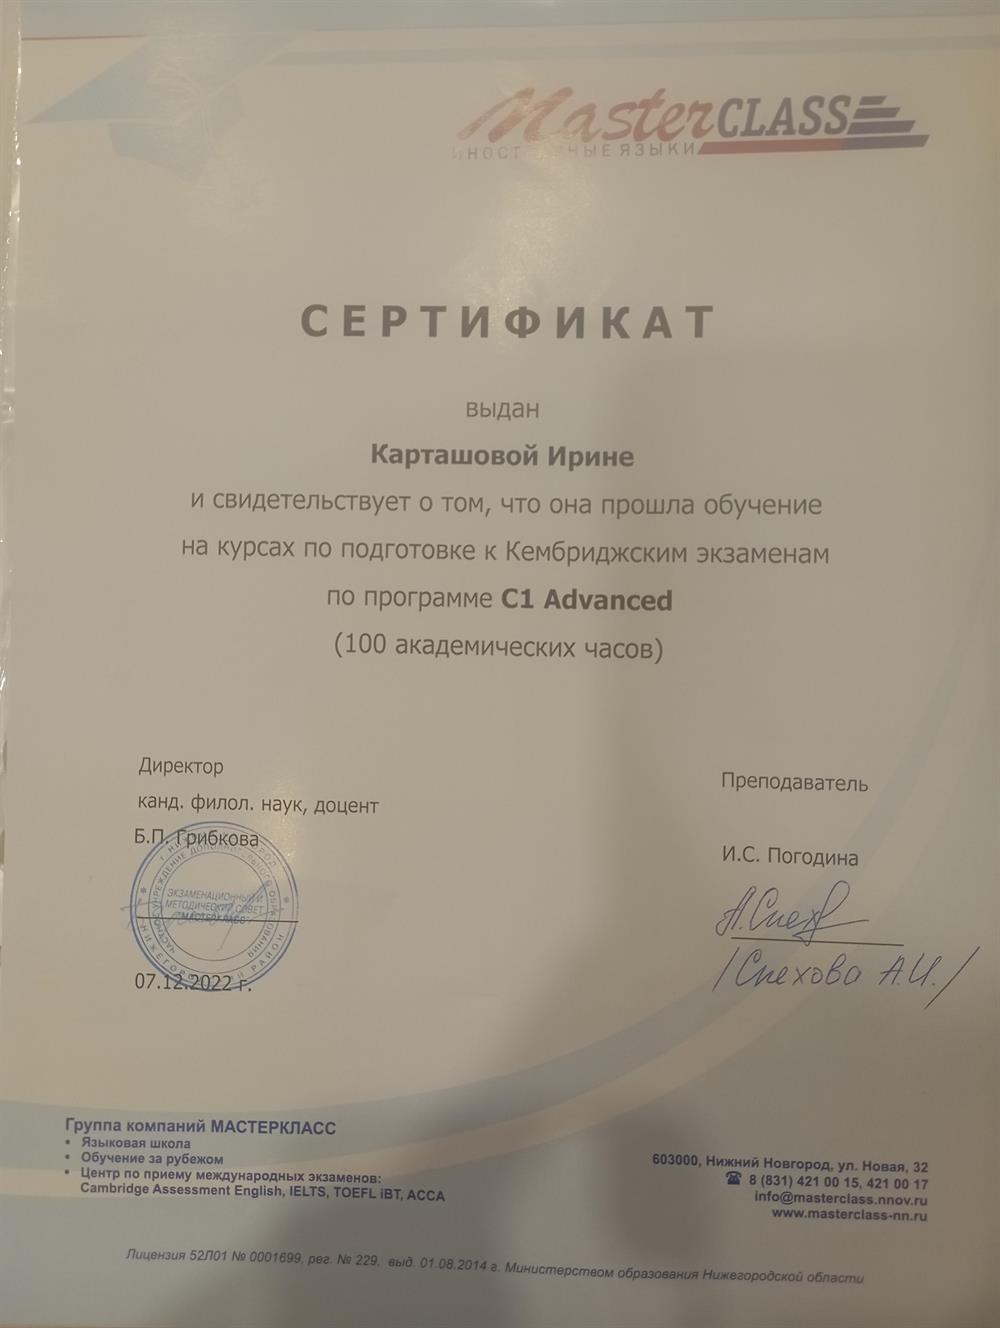 MasterCLASS
ИНОСТРАННЫЕ ЯЗЫКИ
СЕРТИФИКАТ
выдан
Карташовой Ирине
и свидетельствует о том, что она прошла обучение
на курсах по подготовке к Кембриджским экзаменам
по программе C1 Advanced
(100 академических часов)
Директор
канд. филол. наук, доцент
Б.П. Грибкова
ЭКЗАМЕНАЦИОННЫЙ И
МЕТОДИЧЕСКИЙ СОВЕТ
"МАСТЕРКЛАСС"
07.12.2022 г.
Преподаватель
И.С. Погодина
А.Спех
/Спехова А.И./
Группа компаний МАСТЕРКЛАСС
• Языковая школа
• Обучение за рубежом
• Центр по приему международных экзаменов:
Cambridge Assessment English, IELTS, TOEFL iBT, ACCA
603000, Нижний Новгород, ул. Новая, 32
☎ 8 (831) 421 00 15, 421 00 17
info@masterclass.nnov.ru
www.masterclass-nn.ru
Лицензия 52Л01 № 0001699, рег. № 229, выд. 01.08.2014 г. Министерством образования Нижегородской области